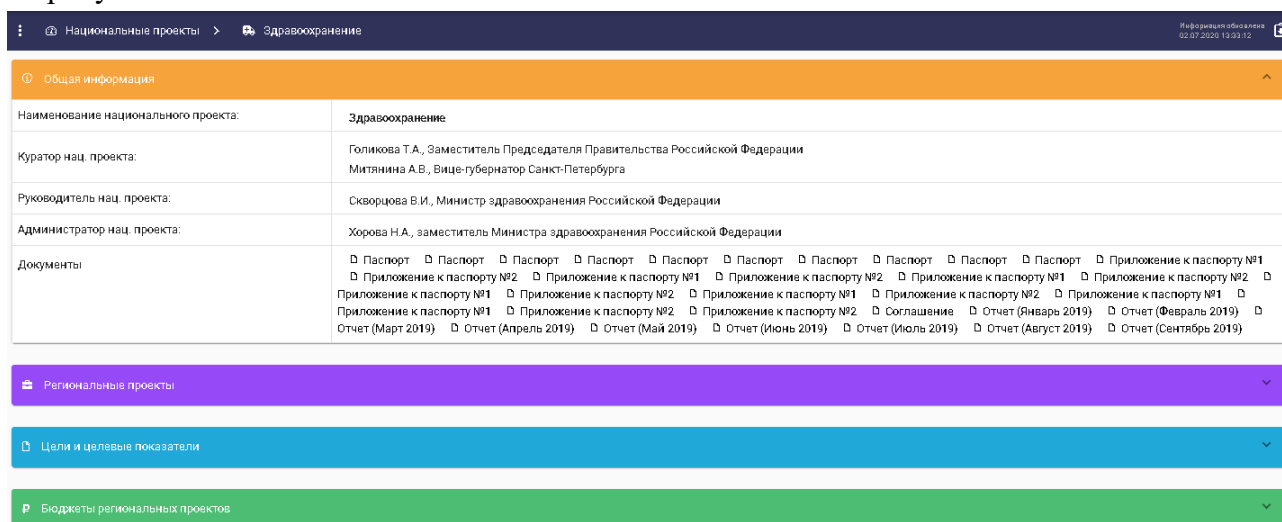 Национальные проекты > Здравоохранение
Информация обновлена
02.07.2020 13:33:12
Общая информация
Наименование национального проекта: Здравоохранение
Куратор нац. проекта: Голикова Т.А., Заместитель Председателя Правительства Российской Федерации
Митянина А.В., Вице-губернатор Санкт-Петербурга
Руководитель нац. проекта: Скворцова В.И., Министр здравоохранения Российской Федерации
Администратор нац. проекта: Хорова Н.А., заместитель Министра здравоохранения Российской Федерации
Документы Паспорт Паспорт Паспорт Паспорт Паспорт Паспорт Паспорт Паспорт Паспорт Паспорт Приложение к паспорту №1
Приложение к паспорту №2 Приложение к паспорту №1 Приложение к паспорту №2 Приложение к паспорту №1 Приложение к паспорту №2
Приложение к паспорту №1 Приложение к паспорту №2 Приложение к паспорту №1 Приложение к паспорту №2 Приложение к паспорту №1
Приложение к паспорту №1 Приложение к паспорту №2 Приложение к паспорту №2 Соглашение Отчет (Январь 2019) Отчет (Февраль 2019)
Отчет (Март 2019) Отчет (Апрель 2019) Отчет (Май 2019) Отчет (Июнь 2019) Отчет (Июль 2019) Отчет (Август 2019) Отчет (Сентябрь 2019)
Региональные проекты
Цели и целевые показатели
Бюджеты региональных проектов